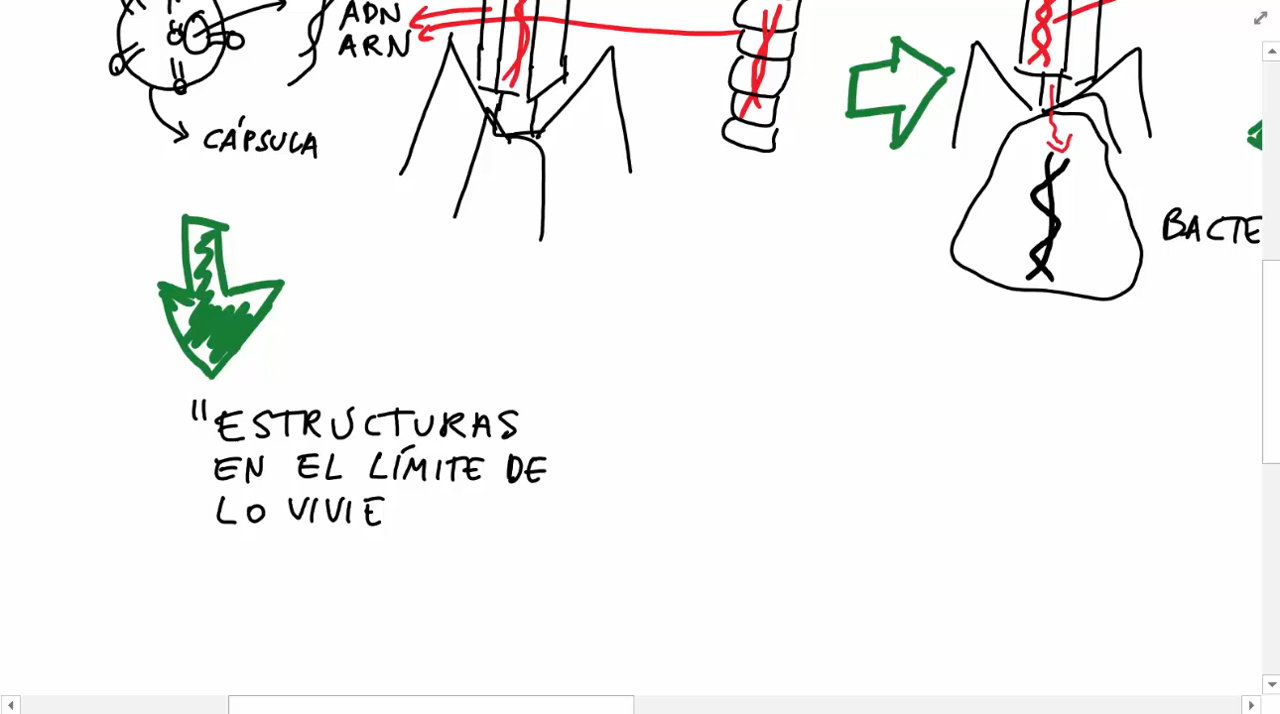 ADN
ARN
CÁPSULA
BACTE
"ESTRUCTURAS
EN EL LÍMITE DE
LO VIVIE